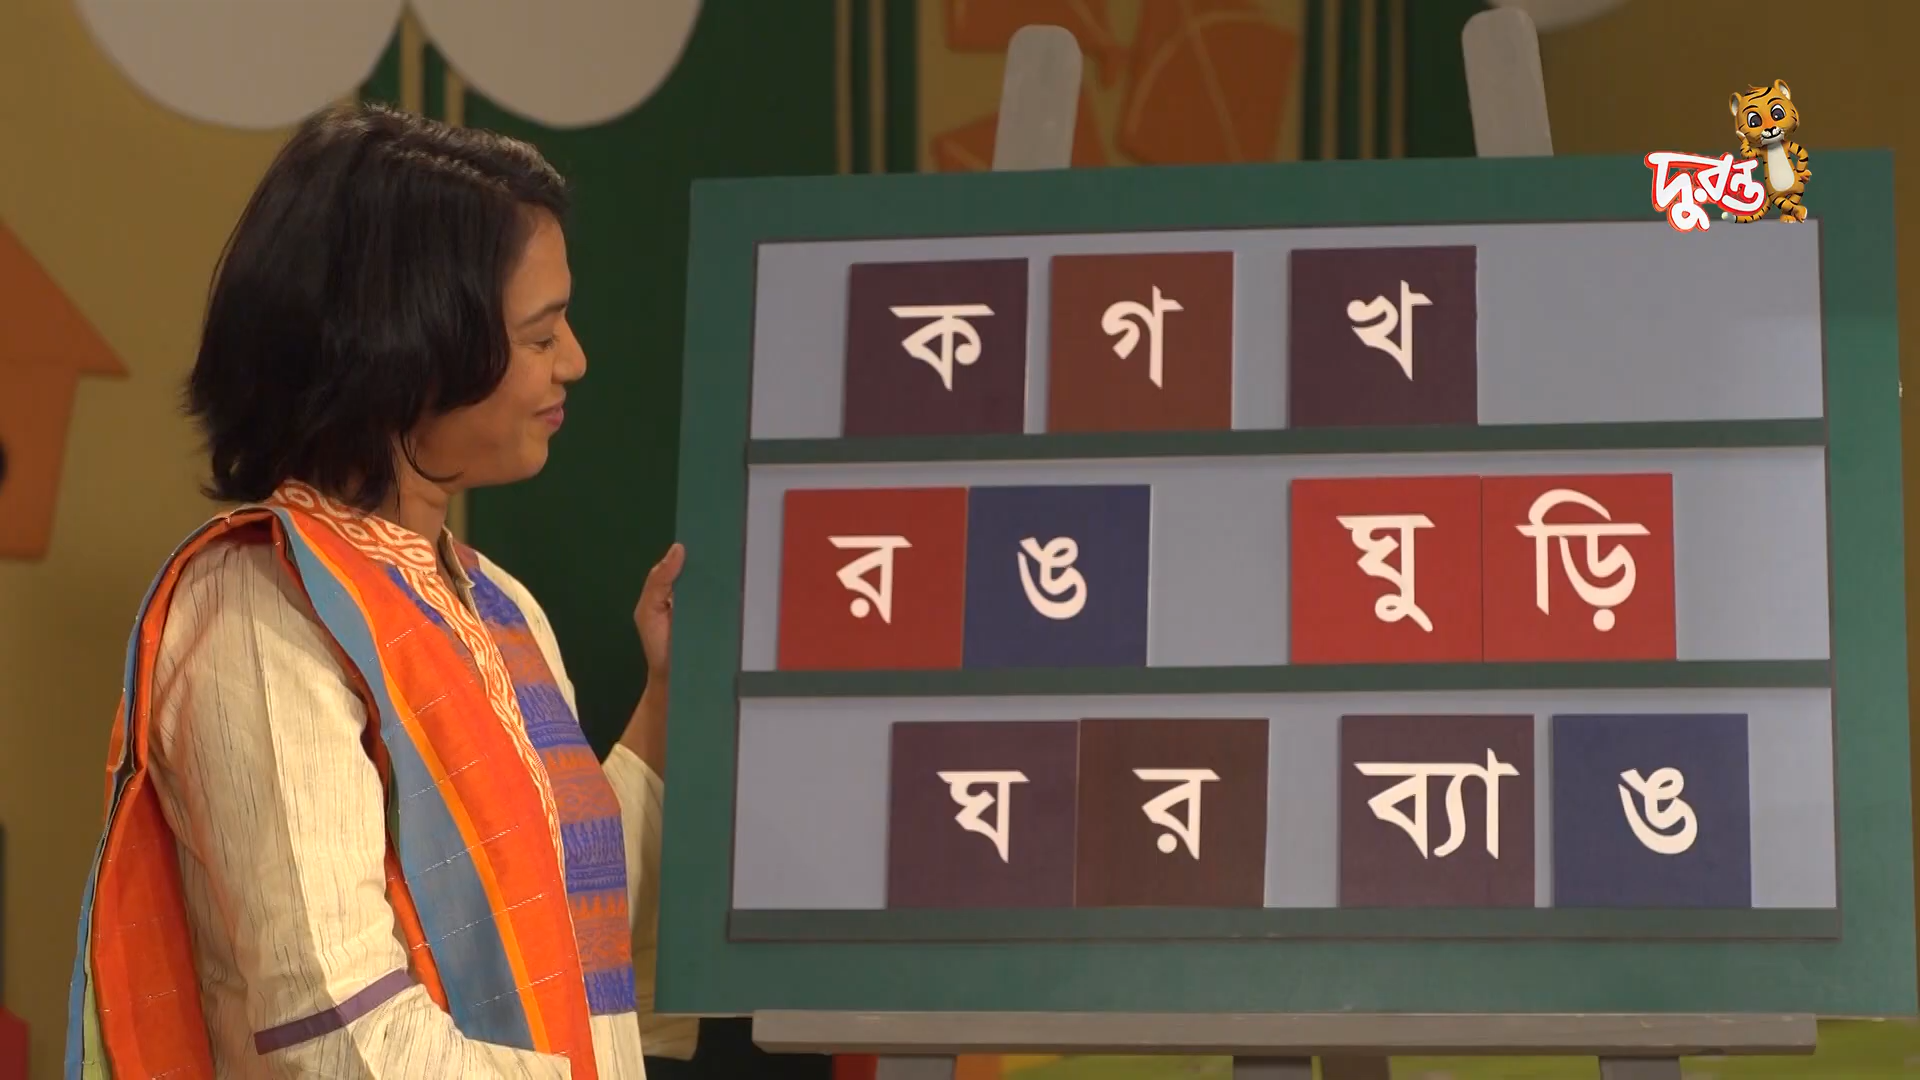 দুরন্ত
ক গ খ
রঙ ঘুড়ি
ঘর ব্যাঙ